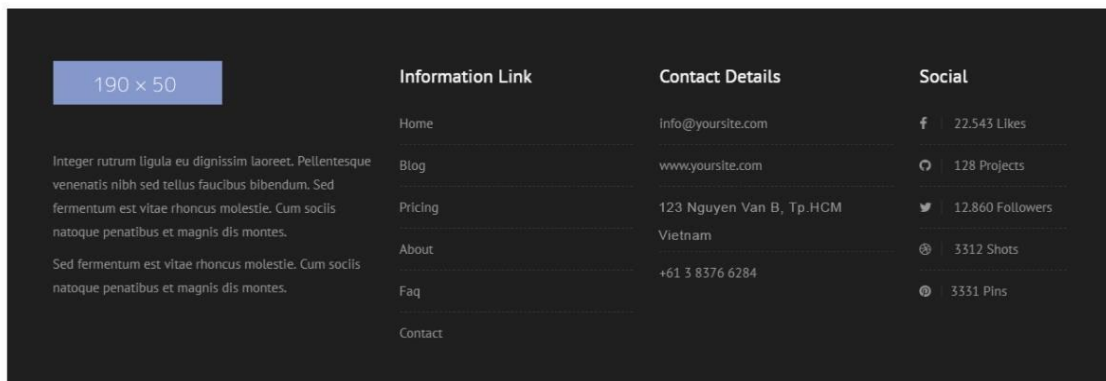 190 × 50
Integer rutrum ligula eu dignissim laoreet. Pellentesque
venenatis nibh sed tellus faucibus bibendum. Sed
fermentum est vitae rhoncus molestie. Cum sociis
natoque penatibus et magnis dis montes.
Sed fermentum est vitae rhoncus molestie. Cum sociis
natoque penatibus et magnis dis montes.
Information Link
Home
Blog
Pricing
About
Faq
Contact
Contact Details
info@yoursite.com
www.yoursite.com
123 Nguyen Van B, Tp.HCM
Vietnam
+61 3 8376 6284
Social
22.543 Likes
128 Projects
12.860 Followers
3312 Shots
3331 Pins